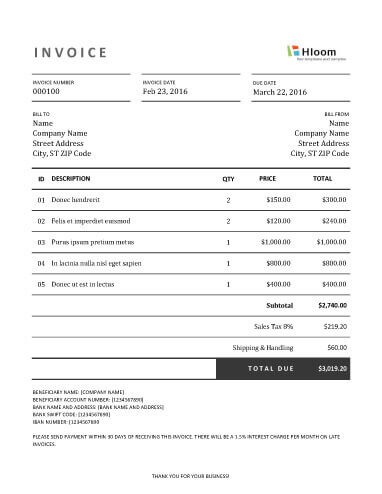 INVOICE
Hloom
free templates and samples
INVOICE NUMBER INVOICE DATE DUE DATE
000100 Feb 23, 2016 March 22, 2016
BILL TO BILL FROM
Name Name
Company Name Company Name
Street Address Street Address
City, ST ZIP Code City, ST ZIP Code
ID DESCRIPTION QTY PRICE TOTAL
01 Donec hendrerit 2 $150.00 $300.00
02 Felis et imperdiet euismod 2 $120.00 $240.00
03 Purus ipsum pretium metus 1 $1,000.00 $1,000.00
04 In lacinia nulla nisl eget sapien 1 $800.00 $800.00
05 Donec ut est in lectus 1 $400.00 $400.00
Subtotal $2,740.00
Sales Tax 8% $219.20
Shipping & Handling $60.00
TOTAL DUE $3,019.20
BENEFICIARY NAME: [COMPANY NAME]
BENEFICIARY ACCOUNT NUMBER: [1234567890]
BANK NAME AND ADDRESS: [BANK NAME AND ADDRESS]
BANK SWIFT CODE: [1234567890]
IBAN NUMBER: [1234567890
PLEASE SEND PAYMENT WITHIN 30 DAYS OF RECEIVING THIS INVOICE. THERE WILL BE A 1.5% INTEREST CHARGE PER MONTH ON LATE
INVOICES.
THANK YOU FOR YOUR BUSINESS!